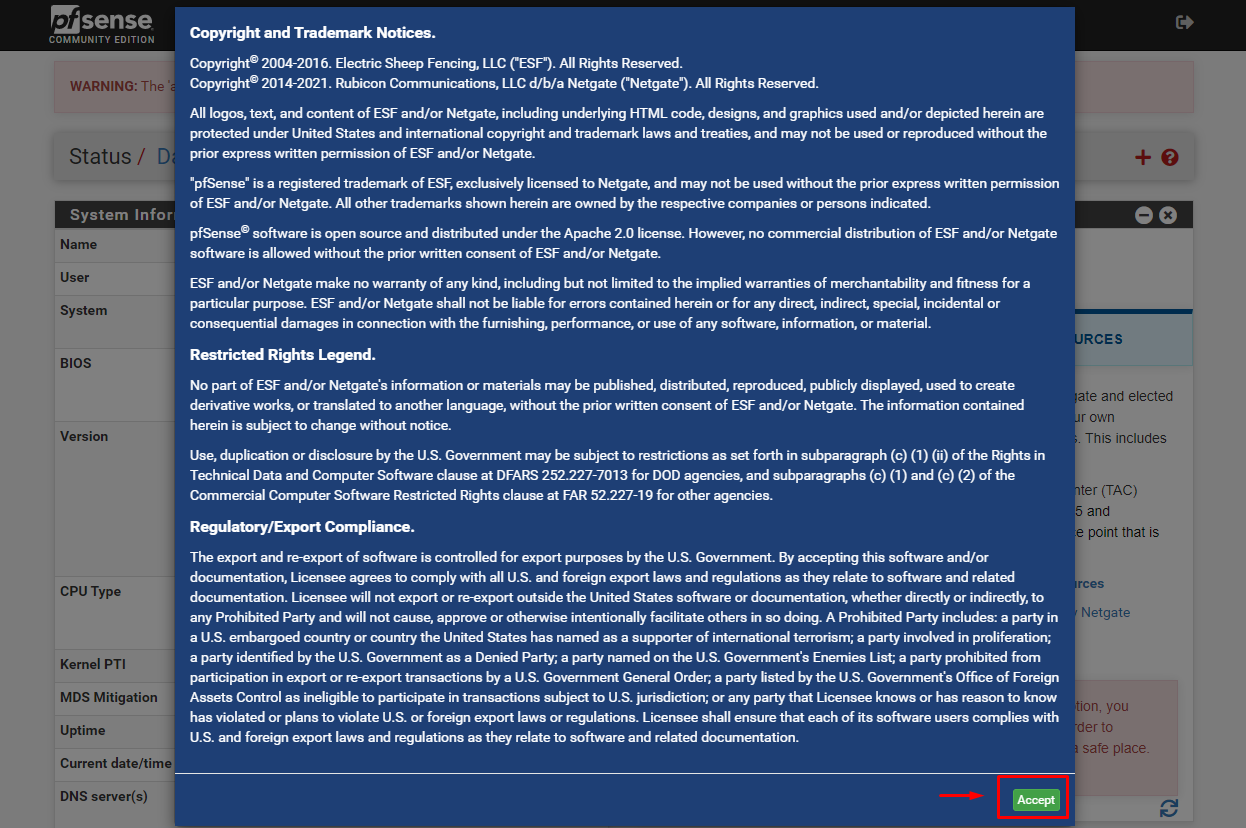 pfsense
COMMUNITY EDITION
WARNING: The
Status / Da
System Infor
Name
User
System
BIOS
Version
CPU Type
Kernel PTI
MDS Mitigation
Uptime
Current date/time
DNS server(s)
Copyright and Trademark Notices.
Copyright© 2004-2016. Electric Sheep Fencing, LLC ("ESF"). All Rights Reserved.
Copyright© 2014-2021. Rubicon Communications, LLC d/b/a Netgate ("Netgate"). All Rights Reserved.
All logos, text, and content of ESF and/or Netgate, including underlying HTML code, designs, and graphics used and/or depicted herein are
protected under United States and international copyright and trademark laws and treaties, and may not be used or reproduced without the
prior express written permission of ESF and/or Netgate.
"pfSense" is a registered trademark of ESF, exclusively licensed to Netgate, and may not be used without the prior express written permission
of ESF and/or Netgate. All other trademarks shown herein are owned by the respective companies or persons indicated.
pfSense© software is open source and distributed under the Apache 2.0 license. However, no commercial distribution of ESF and/or Netgate
software is allowed without the prior written consent of ESF and/or Netgate.
ESF and/or Netgate make no warranty of any kind, including but not limited to the implied warranties of merchantability and fitness for a
particular purpose. ESF and/or Netgate shall not be liable for errors contained herein or for any direct, indirect, special, incidental or
consequential damages in connection with the furnishing, performance, or use of any software, information, or material.
Restricted Rights Legend.
No part of ESF and/or Netgate's information or materials may be published, distributed, reproduced, publicly displayed, used to create
derivative works, or translated to another language, without the prior written consent of ESF and/or Netgate. The information contained
herein is subject to change without notice.
Use, duplication or disclosure by the U.S. Government may be subject to restrictions as set forth in subparagraph (c) (1) (ii) of the Rights in
Technical Data and Computer Software clause at DFARS 252.227-7013 for DOD agencies, and subparagraphs (c) (1) and (c) (2) of the
Commercial Computer Software Restricted Rights clause at FAR 52.227-19 for other agencies.
Regulatory/Export Compliance.
The export and re-export of software is controlled for export purposes by the U.S. Government. By accepting this software and/or
documentation, Licensee agrees to comply with all U.S. and foreign export laws and regulations as they relate to software and related
documentation. Licensee will not export or re-export outside the United States software or documentation, whether directly or indirectly, to
any Prohibited Party and will not cause, approve or otherwise intentionally facilitate others in so doing. A Prohibited Party includes: a party in
a U.S. embargoed country or country the United States has named as a supporter of international terrorism; a party involved in proliferation;
a party identified by the U.S. Government as a Denied Party; a party named on the U.S. Government's Enemies List; a party prohibited from
participation in export or re-export transactions by a U.S. Government General Order; a party listed by the U.S. Government's Office of Foreign
Assets Control as ineligible to participate in transactions subject to U.S. jurisdiction; or any party that Licensee knows or has reason to know
has violated or plans to violate U.S. or foreign export laws or regulations. Licensee shall ensure that each of its software users complies with
U.S. and foreign export laws and regulations as they relate to software and related documentation.
Accept
URCES
gate and elected
ur own
s. This includes
nter (TAC)
5 and
e point that is
urces
y Netgate
tion, you
rder to
a safe place.